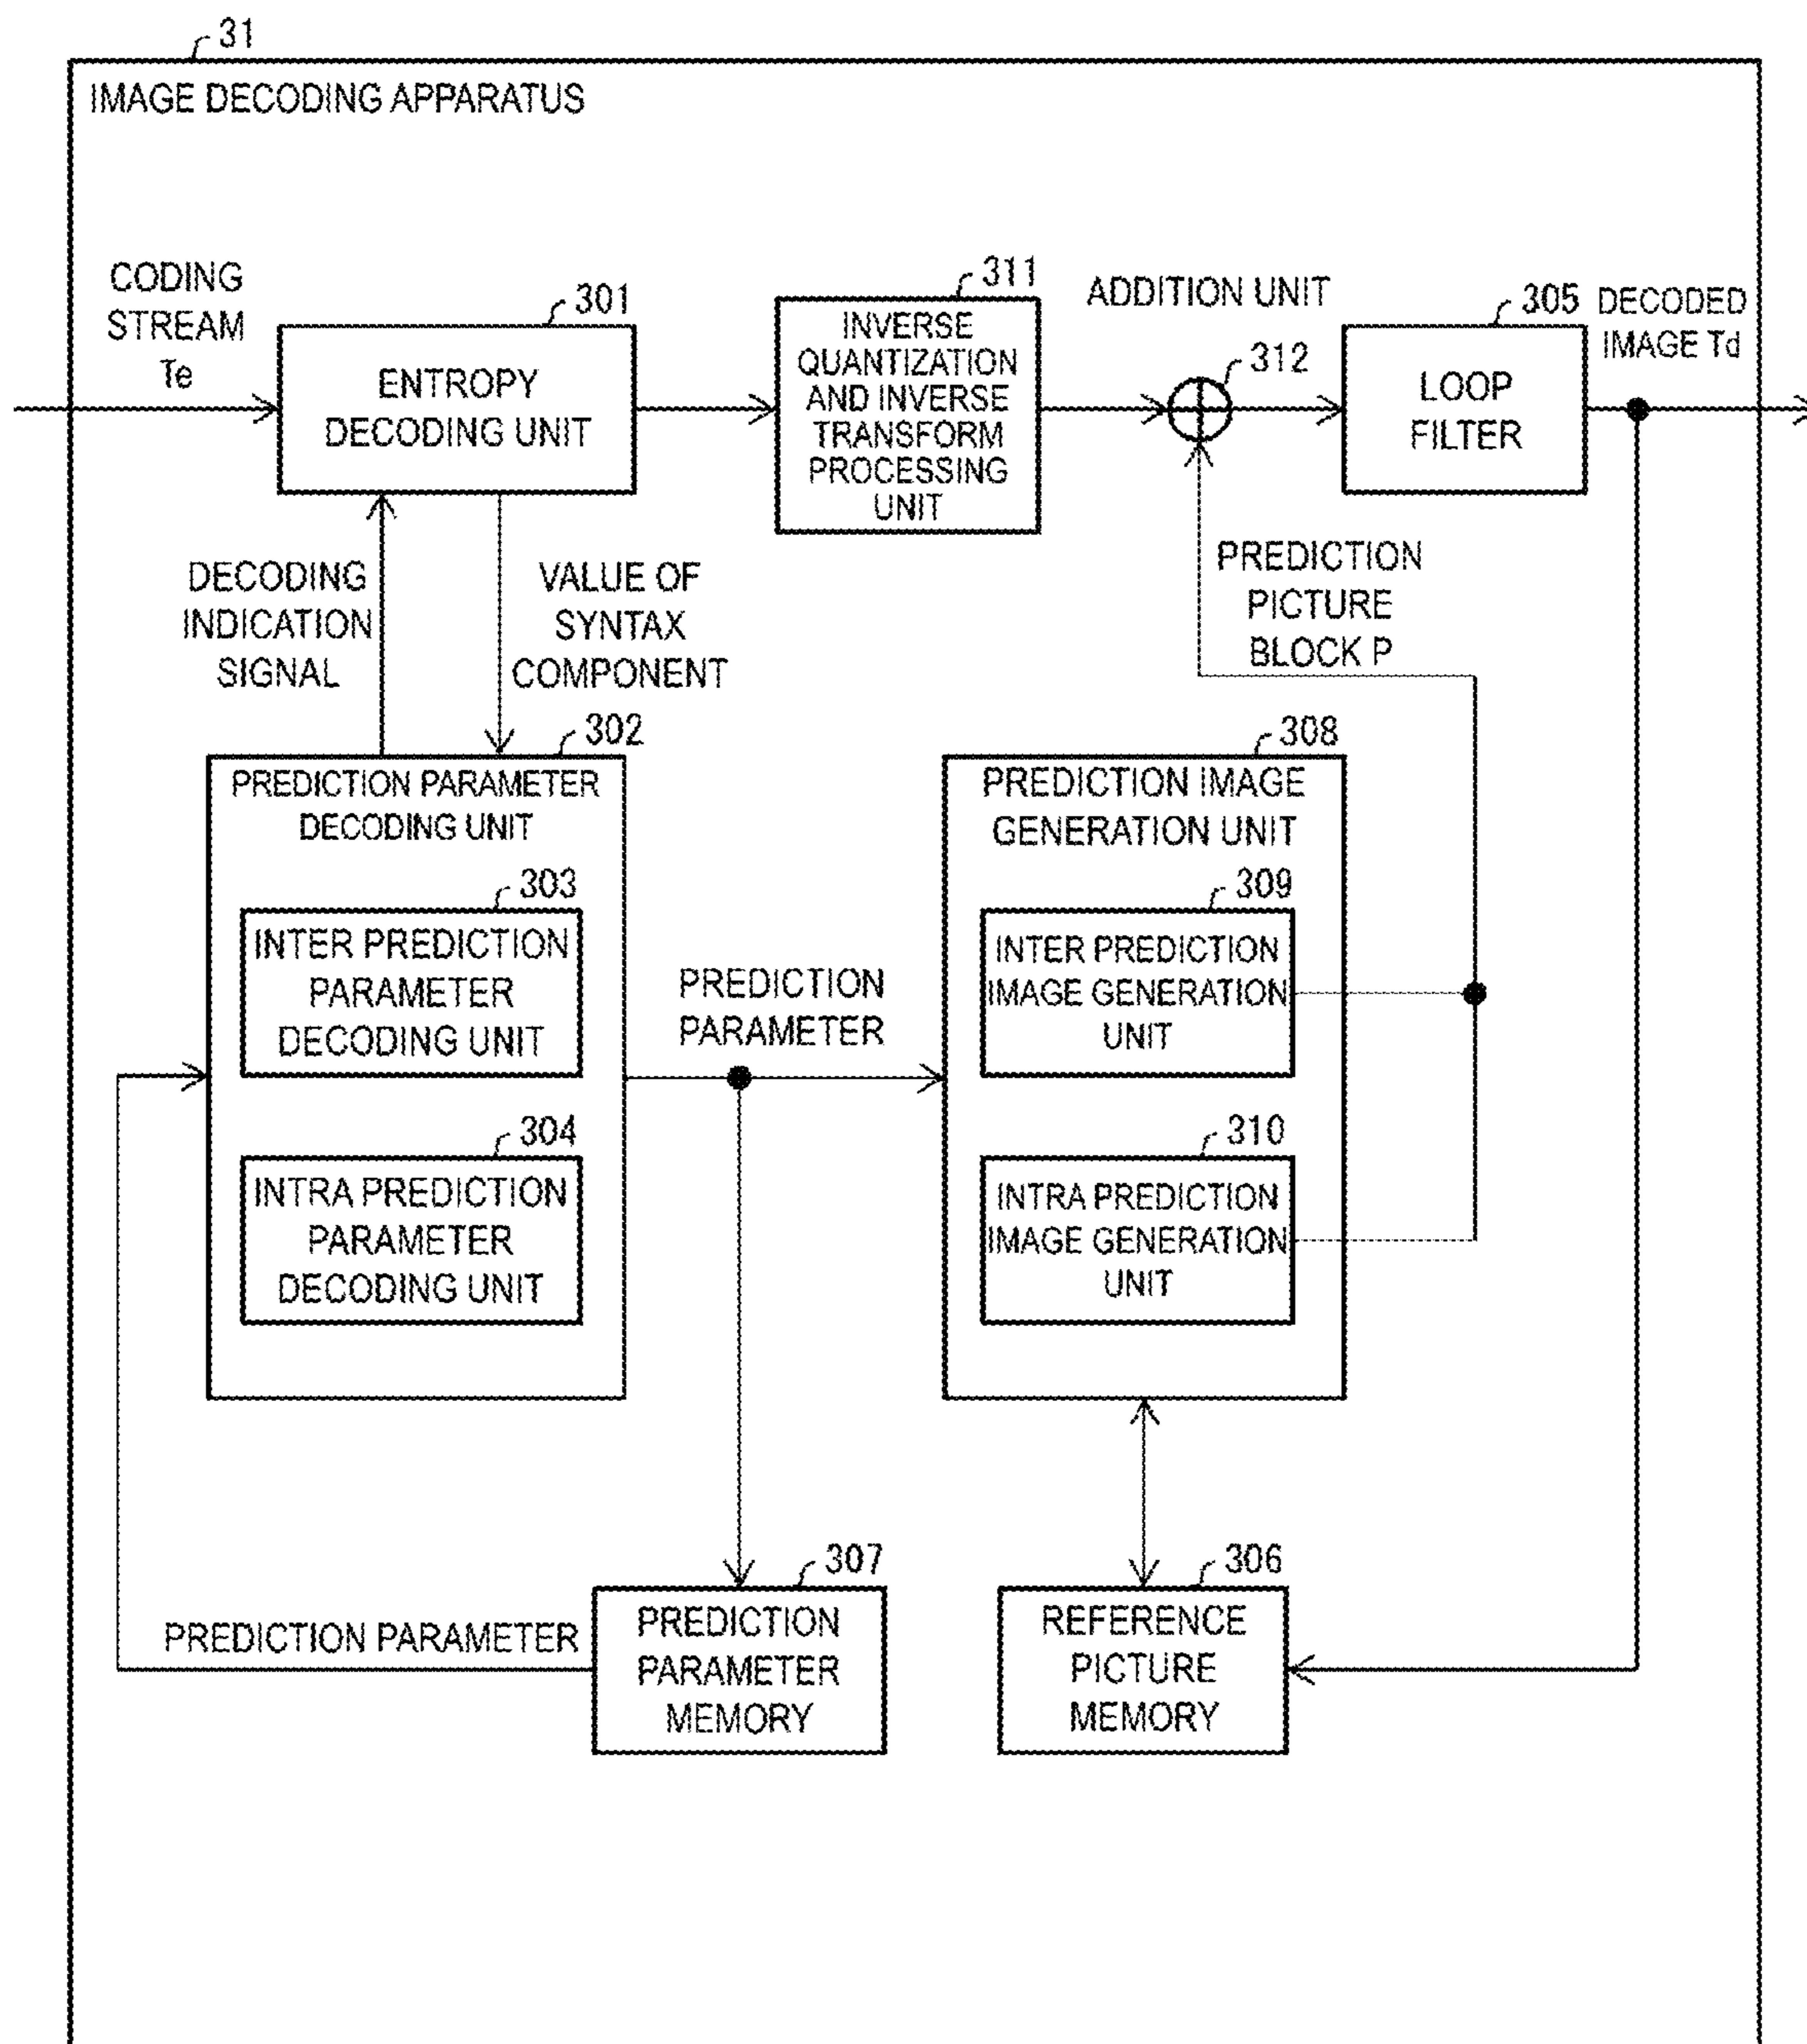 31
IMAGE DECODING APPARATUS
CODING
STREAM
Te
301
ENTROPY
DECODING UNIT
311
INVERSE
QUANTIZATION
AND INVERSE
TRANSFORM
PROCESSING
UNIT
ADDITION UNIT
312
305
LOOP
FILTER
DECODED
IMAGE Td
DECODING
INDICATION
SIGNAL
VALUE OF
SYNTAX
COMPONENT
PREDICTION
PICTURE
BLOCK P
302
PREDICTION PARAMETER
DECODING UNIT
303
INTER PREDICTION
PARAMETER
DECODING UNIT
304
INTRA PREDICTION
PARAMETER
DECODING UNIT
PREDICTION
PARAMETER
308
PREDICTION IMAGE
GENERATION UNIT
309
INTER PREDICTION
IMAGE GENERATION
UNIT
310
INTRA PREDICTION
IMAGE GENERATION
UNIT
PREDICTION PARAMETER
307
PREDICTION
PARAMETER
MEMORY
306
REFERENCE
PICTURE
MEMORY